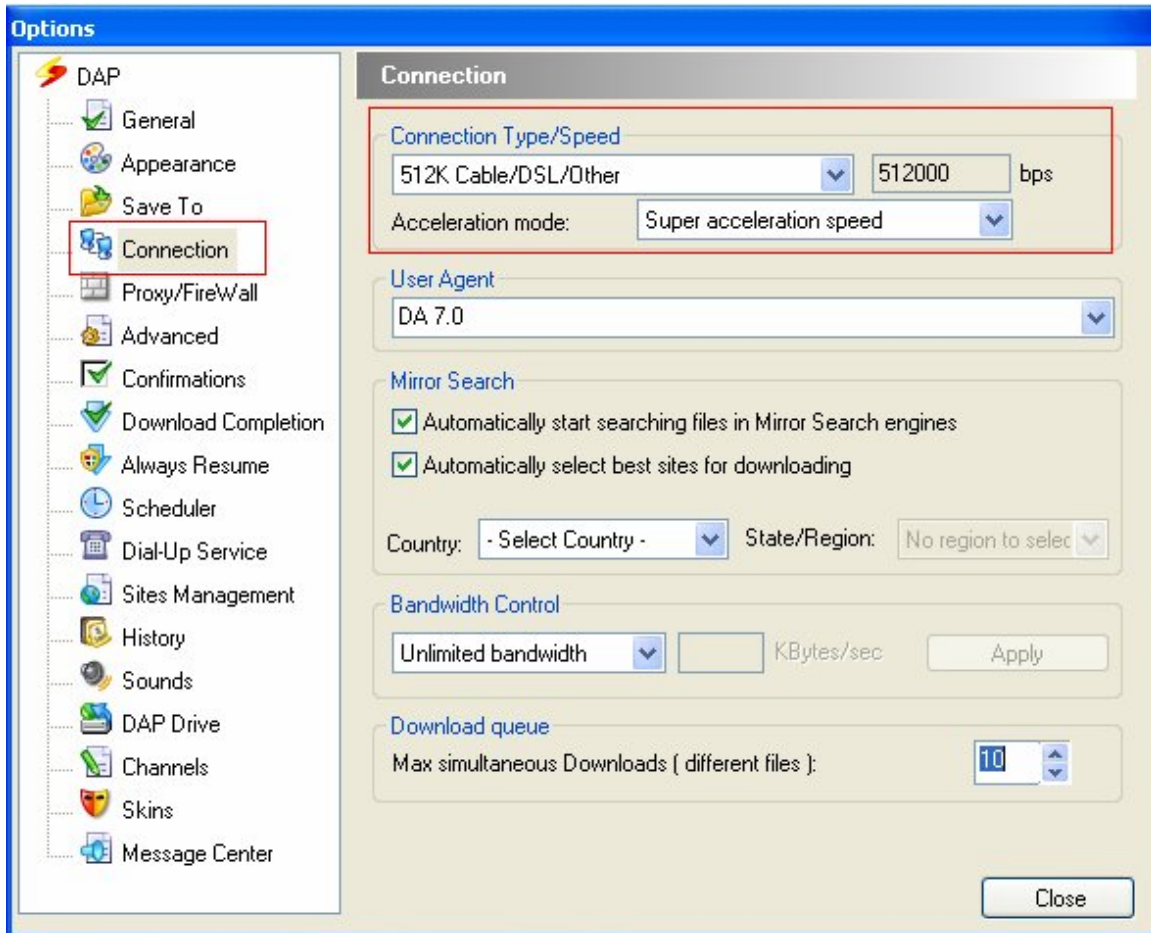 Options
DAP
General
Appearance
Save To
Connection
Proxy/FireWall
Advanced
Confirmations
Download Completion
Always Resume
Scheduler
Dial-Up Service
Sites Management
History
Sounds
DAP Drive
Channels
Skins
Message Center
Connection
Connection Type/Speed
512K Cable/DSL/Other 512000 bps
Acceleration mode: Super acceleration speed
User Agent
DA 7.0
Mirror Search
Automatically start searching files in Mirror Search engines
Automatically select best sites for downloading
Country: - Select Country - State/Region: No region to selec
Bandwidth Control
Unlimited bandwidth KBytes/sec Apply
Download queue
Max simultaneous Downloads ( different files ): 10
Close